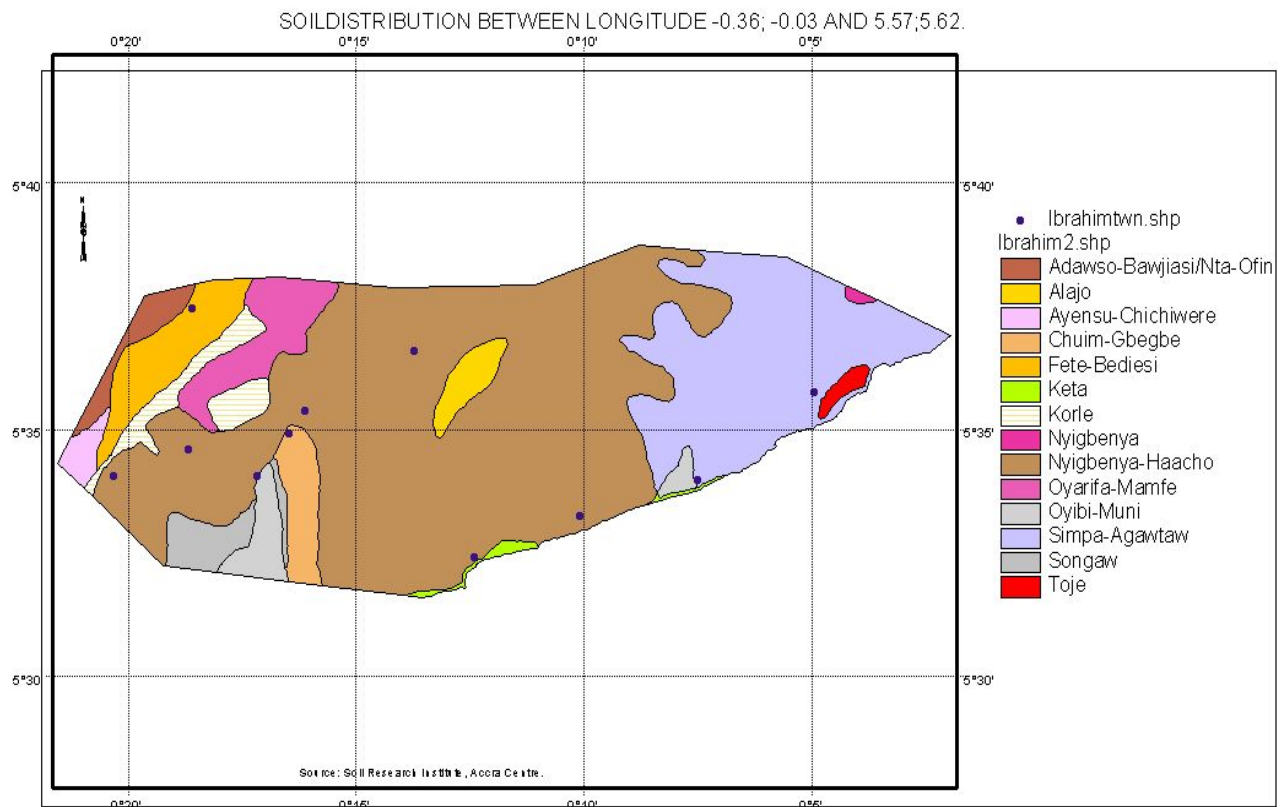 SOILDISTRIBUTION BETWEEN LONGITUDE -0.36; -0.03 AND 5.57;5.62.
0°20' 0°15' 0°10' 0°5'
5°40' 5°40'
N
Ibrahimtwn.shp
Ibrahim2.shp
Adawso-Bawjiasi/Nta-Ofin
Alajo
Ayensu-Chichiwere
Chuim-Gbegbe
Fete-Bediesi
Keta
Korle
Nyigbenya
Nyigbenya-Haacho
Oyarifa-Mamfe
Oyibi-Muni
Simpa-Agawtaw
Songaw
Toje
5°35' 5°35'
5°30' 5°30'
Source: Soil Research Institute, Accra Centre.
0°20' 0°15' 0°10' 0°5'